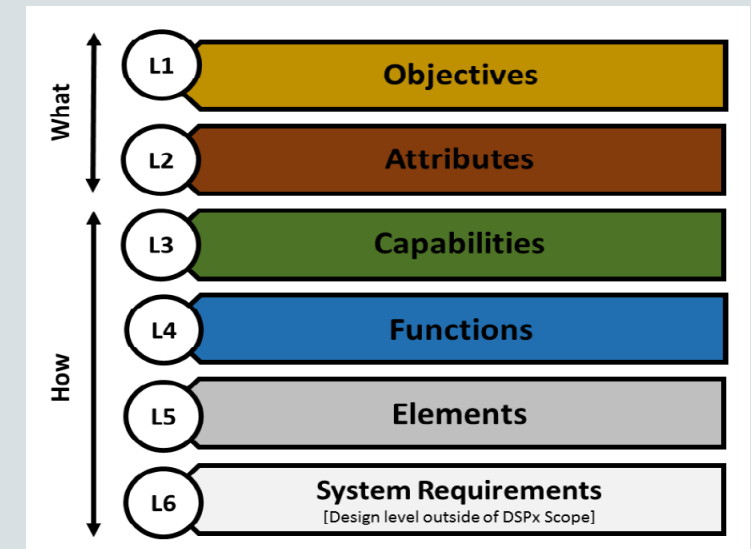 What
L1
Objectives
L2
Attributes
How
L3
Capabilities
L4
Functions
L5
Elements
L6
System Requirements
[Design level outside of DSPx Scope]